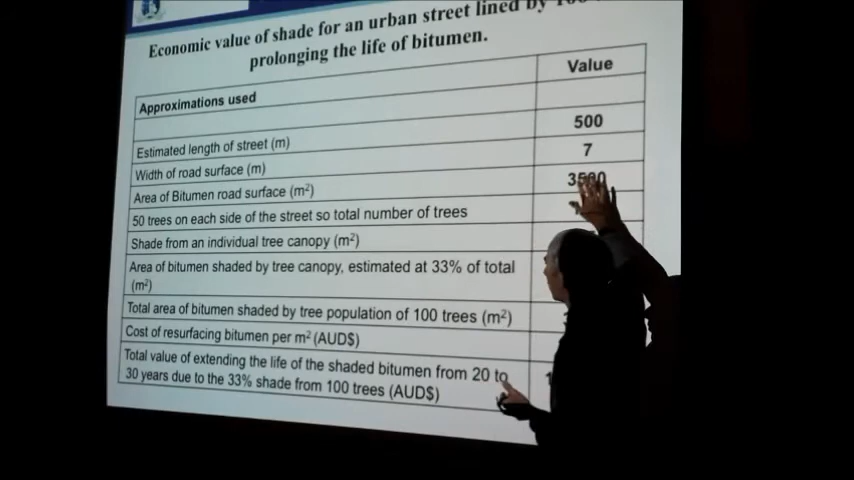 Economic value of shade for an urban street lined by
prolonging the life of bitumen.
Approximations used
Value
Estimated length of street (m)
500
Width of road surface (m)
7
Area of Bitumen road surface (m²)
3500
50 trees on each side of the street so total number of trees
Shade from an individual tree canopy (m²)
Area of bitumen shaded by tree canopy, estimated at 33% of total
(m²)
Total area of bitumen shaded by tree population of 100 trees (m²)
Cost of resurfacing bitumen per m² (AUD$)
Total value of extending the life of the shaded bitumen from 20 to
30 years due to the 33% shade from 100 trees (AUD$)